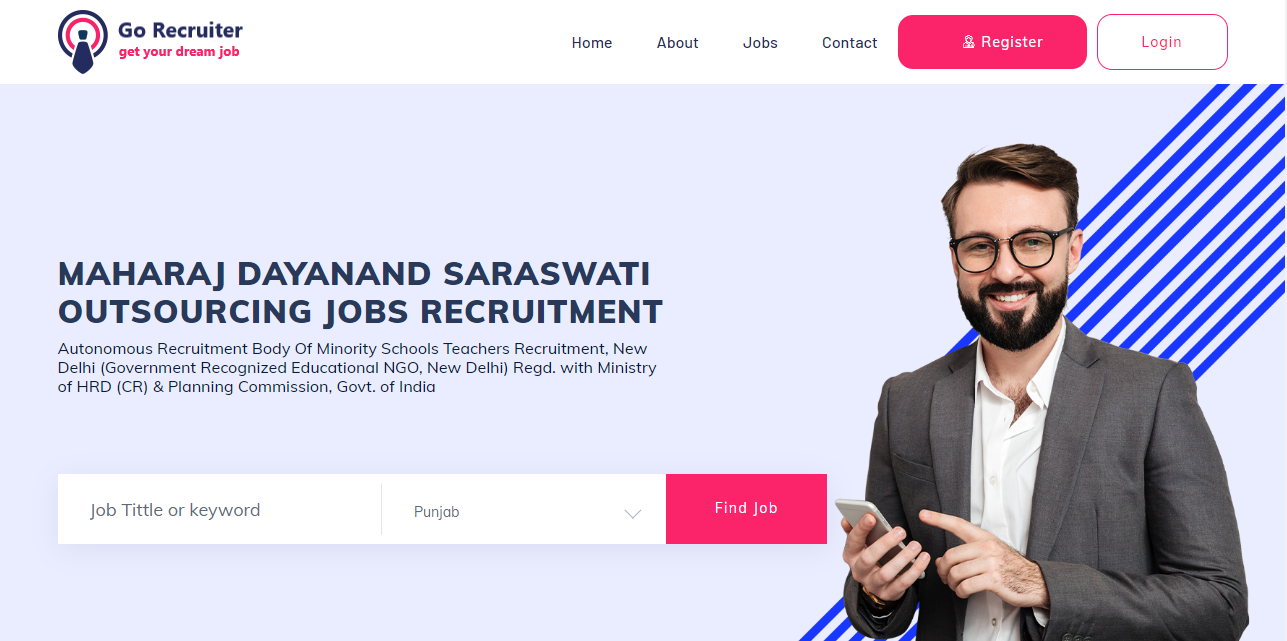 Go Recruiter
get your dream job
Home
About
Jobs
Contact
Register
Login
MAHARAJ DAYANAND SARASWATI
OUTSOURCING JOBS RECRUITMENT
Autonomous Recruitment Body Of Minority Schools Teachers Recruitment, New
Delhi (Government Recognized Educational NGO, New Delhi) Regd. with Ministry
of HRD (CR) & Planning Commission, Govt. of India
Job Tittle or keyword
Punjab
Find Job